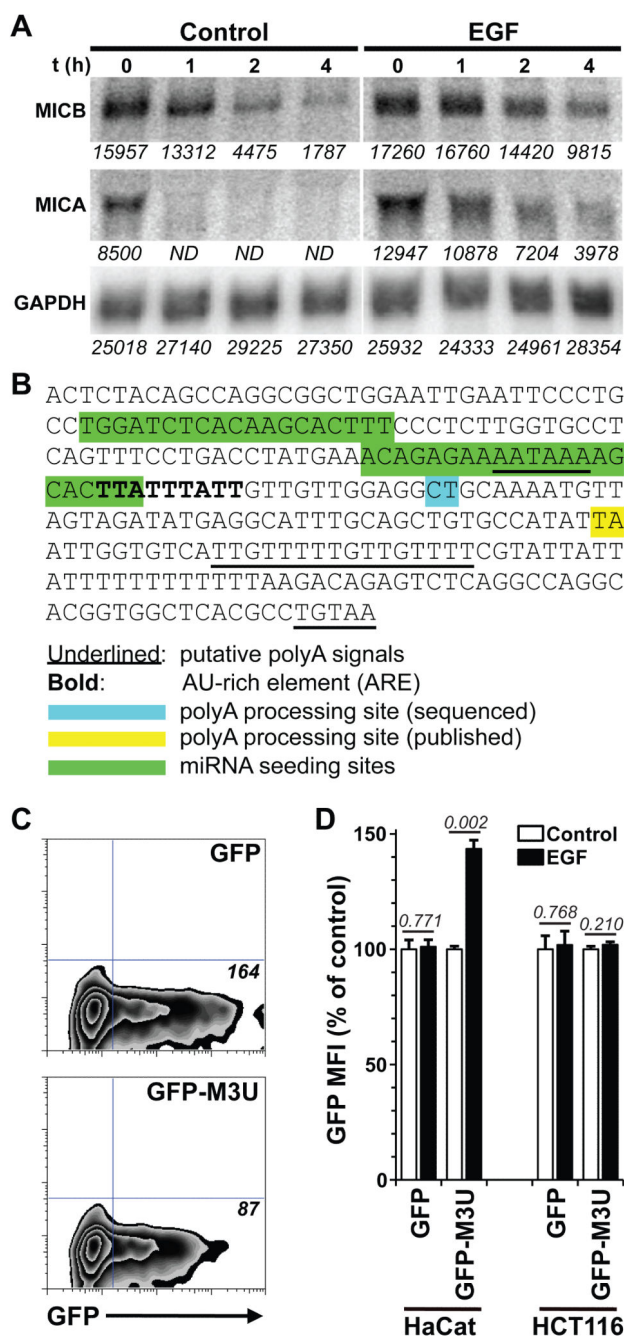 A
Control EGF
t (h) 0 1 2 4 0 1 2 4
MICB
15957 13312 4475 1787 17260 16760 14420 9815
MICA
8500 ND ND ND 12947 10878 7204 3978
GAPDH
25018 27140 29225 27350 25932 24333 24961 28354
B
ACTCTACAGCCAGGCGGCTGGAATTGAATTCCCTG
CCTGGATCTCACAAGCACTTTCCCTCTTGGTGCCT
CAGTTTCCTGACCTATGAAACAGAGAAAATAAAAG
CACTTATTTATTGTTGTTGGAGGCTGCAAAATGTT
AGTAGATATGAGGCATTTGCAGCTGTGCCATATTA
ATTGGTGTCATTGTTTTTGTTGTTTTCGTATTATT
ATTTTTTTTTTTTAAGACAGAGTCTCAGGCCAGGC
ACGGTGGCTCACGCCTGTAA
Underlined: putative polyA signals
Bold: AU-rich element (ARE)
polyA processing site (sequenced)
polyA processing site (published)
miRNA seeding sites
C
GFP
164
GFP-M3U
87
GFP
D
GFP MFI (% of control)
150
100
50
0
Control
EGF
0.771
0.002
0.768
0.210
GFP GFP-M3U GFP GFP-M3U
HaCat HCT116